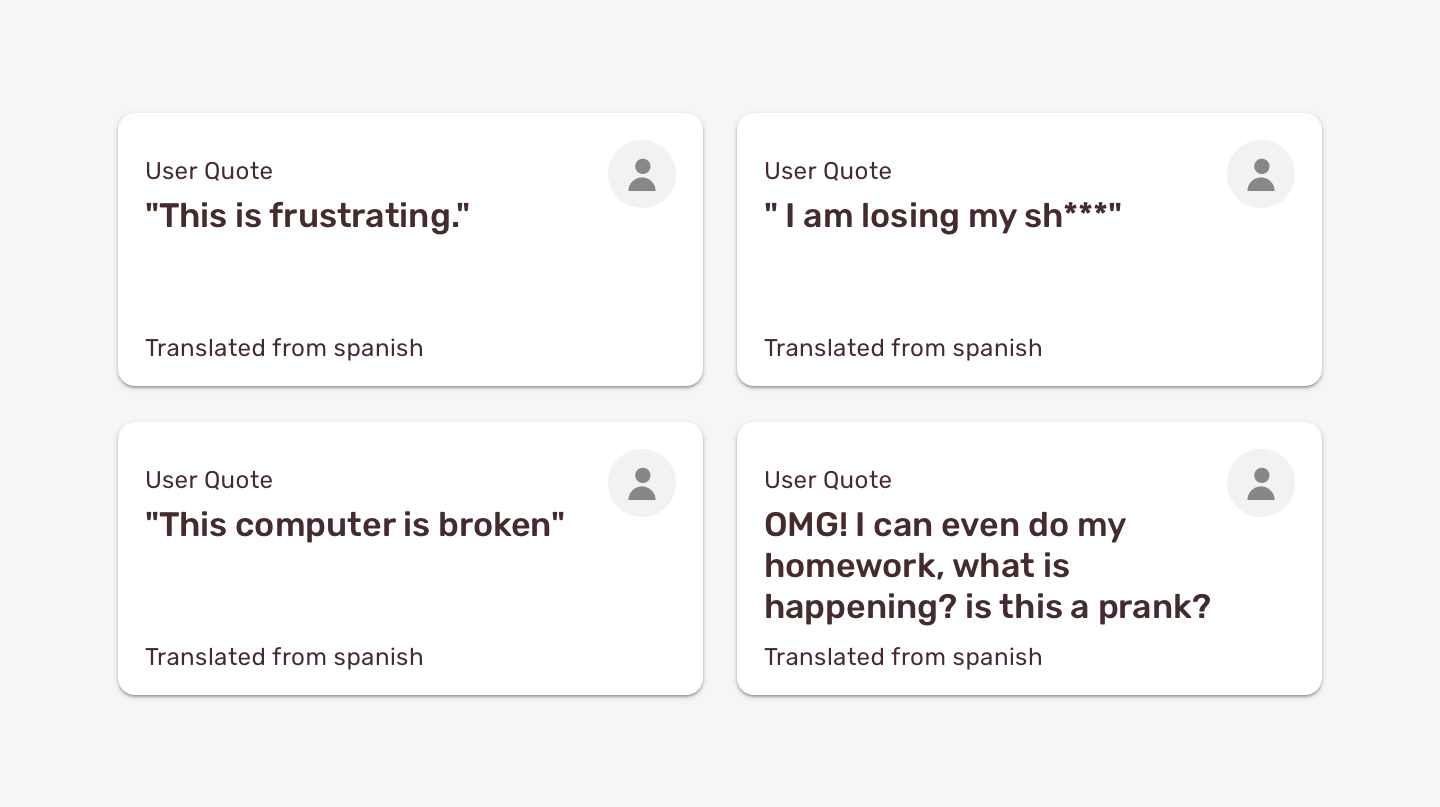 User Quote
"This is frustrating."
Translated from spanish
User Quote
" I am losing my sh***"
Translated from spanish
User Quote
"This computer is broken"
Translated from spanish
User Quote
OMG! I can even do my
homework, what is
happening? is this a prank?
Translated from spanish